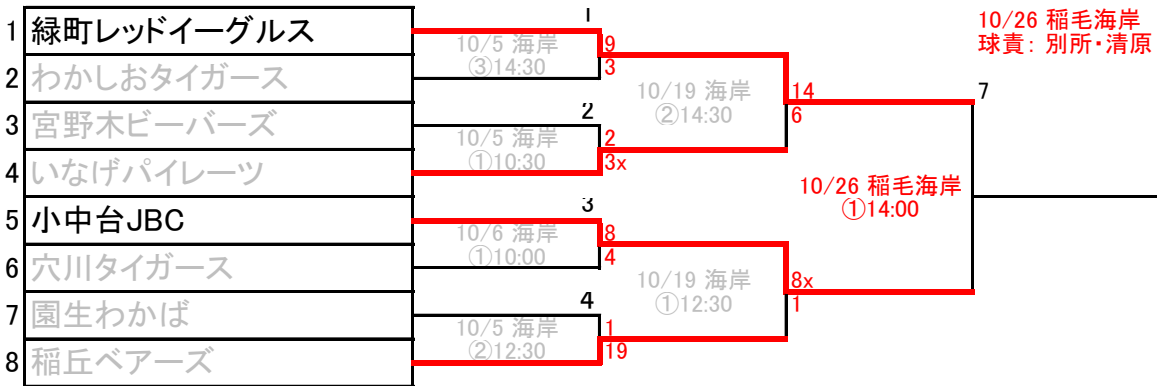 1
10/26 稲毛海岸
球責: 別所・清原
1 緑町レッドイーグルス
10/5 海岸
③14:30
9
3
2 わかしおタイガース
10/19 海岸
②14:30
14
6
7
3 宮野木ビーバーズ
2
10/5 海岸
①10:30
2
3x
4 いなげパイレーツ
10/26 稲毛海岸
①14:00
5 小中台JBC
3
10/6 海岸
①10:00
8
4
6 穴川タイガース
10/19 海岸
①12:30
8x
1
7 園生わかば
4
10/5 海岸
②12:30
1
19
8 稲丘ベアーズ